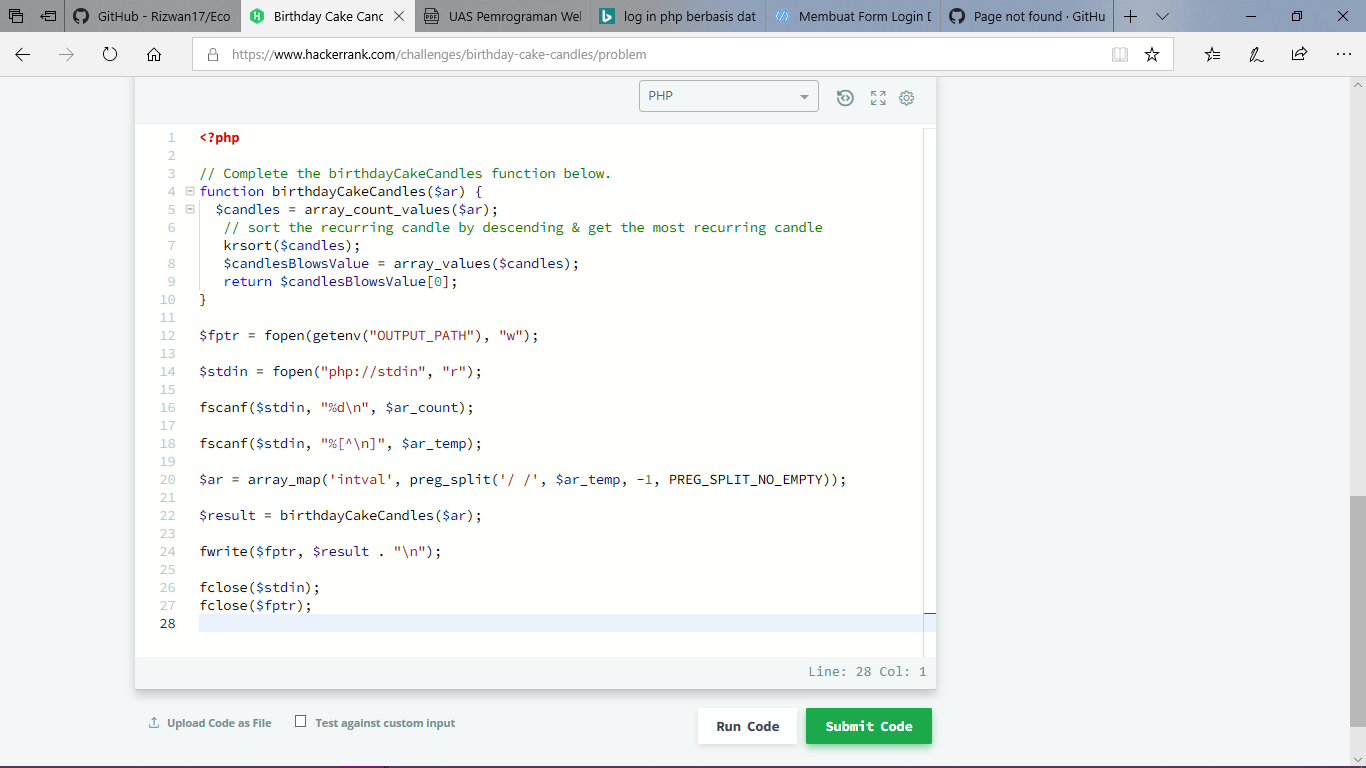 GitHub - Rizwan17/Eco
Birthday Cake Canc
UAS Pemrograman Wel
log in php berbasis dat
Membuat Form Login D
Page not found · GitHu
https://www.hackerrank.com/challenges/birthday-cake-candles/problem
PHP
1 <?php
2
3 // Complete the birthdayCakeCandles function below.
4 function birthdayCakeCandles($ar) {
5 $candles = array_count_values($ar);
6 // sort the recurring candle by descending & get the most recurring candle
7 krsort($candles);
8 $candlesBlowsValue = array_values($candles);
9 return $candlesBlowsValue[0];
10 }
11
12 $fptr = fopen(getenv("OUTPUT_PATH"), "w");
13
14 $stdin = fopen("php://stdin", "r");
15
16 fscanf($stdin, "%d\n", $ar_count);
17
18 fscanf($stdin, "%[^\n]", $ar_temp);
19
20 $ar = array_map('intval', preg_split('/ /', $ar_temp, -1, PREG_SPLIT_NO_EMPTY));
21
22 $result = birthdayCakeCandles($ar);
23
24 fwrite($fptr, $result . "\n");
25
26 fclose($stdin);
27 fclose($fptr);
28
Line: 28 Col: 1
Upload Code as File
Test against custom input
Run Code
Submit Code